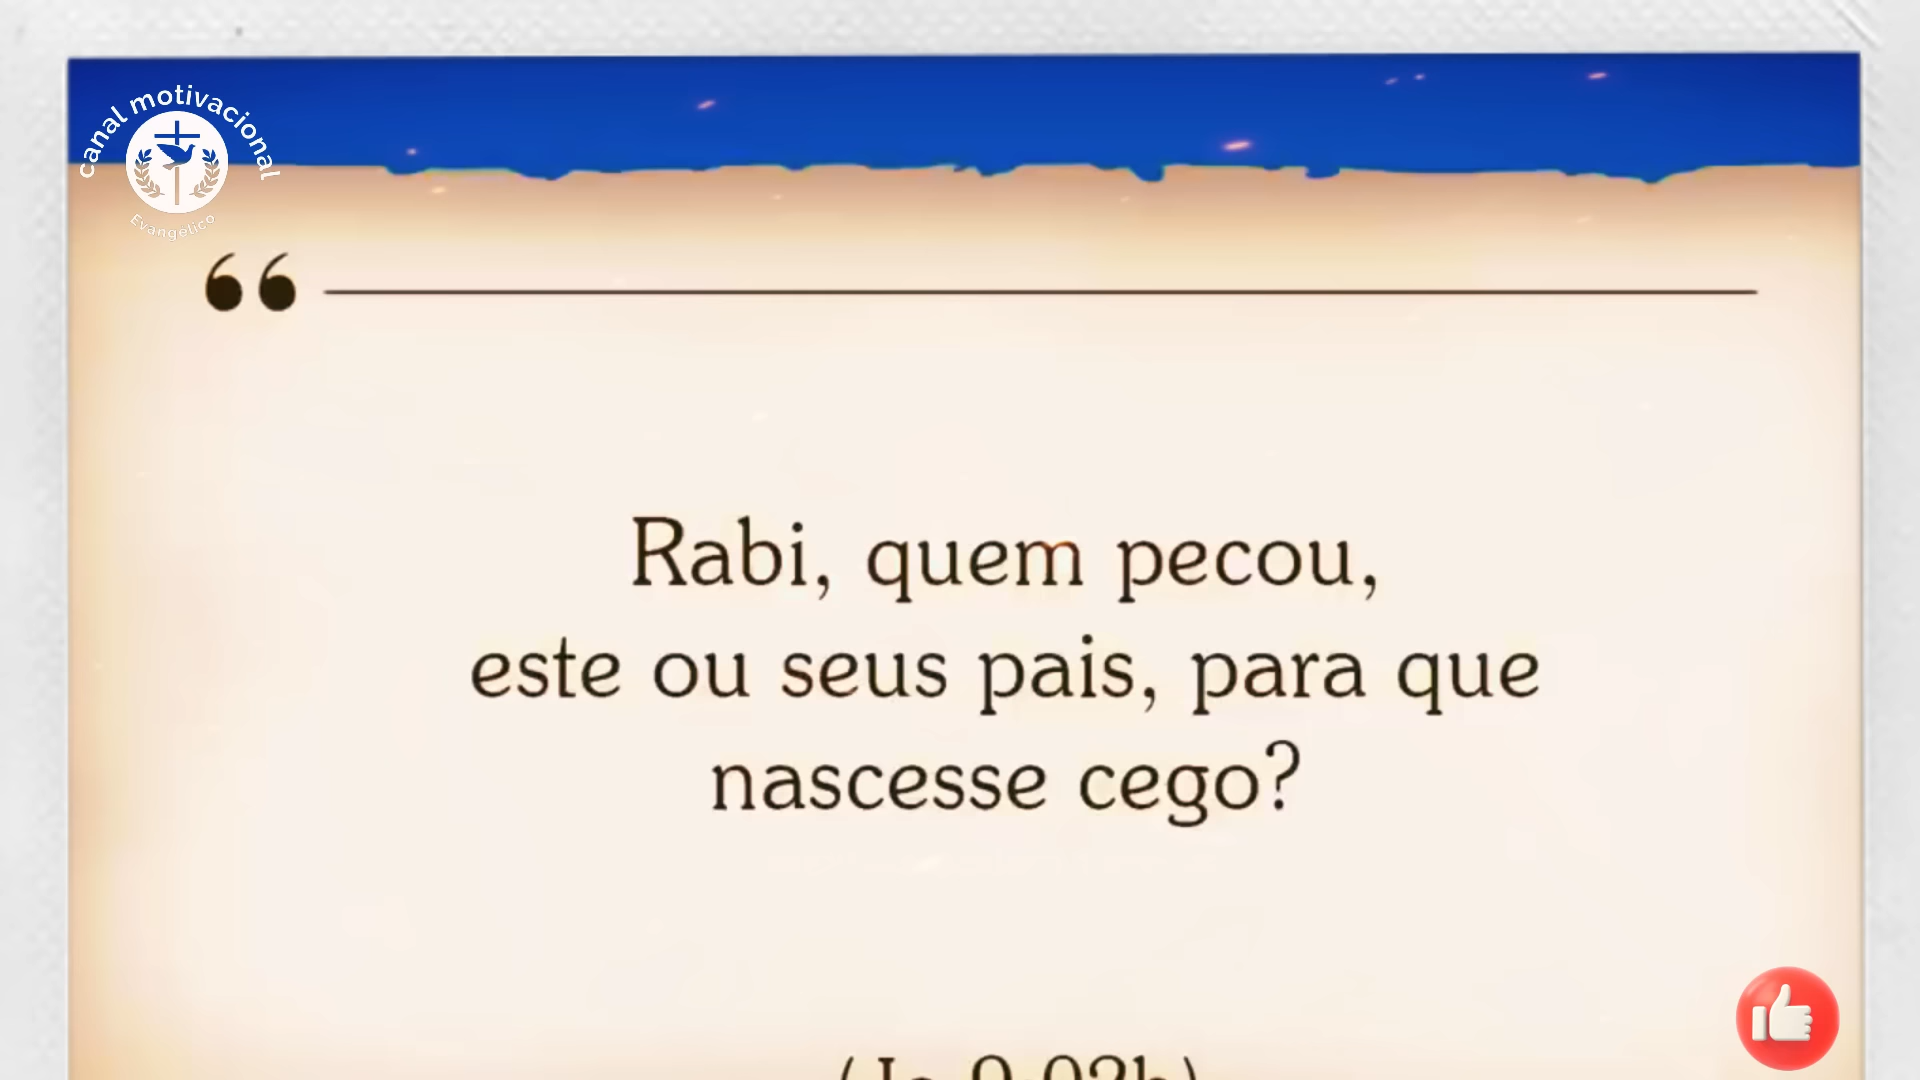 canal motivacional
Evangélico
“
Rabi, quem pecou,
este ou seus pais, para que
nascesse cego?